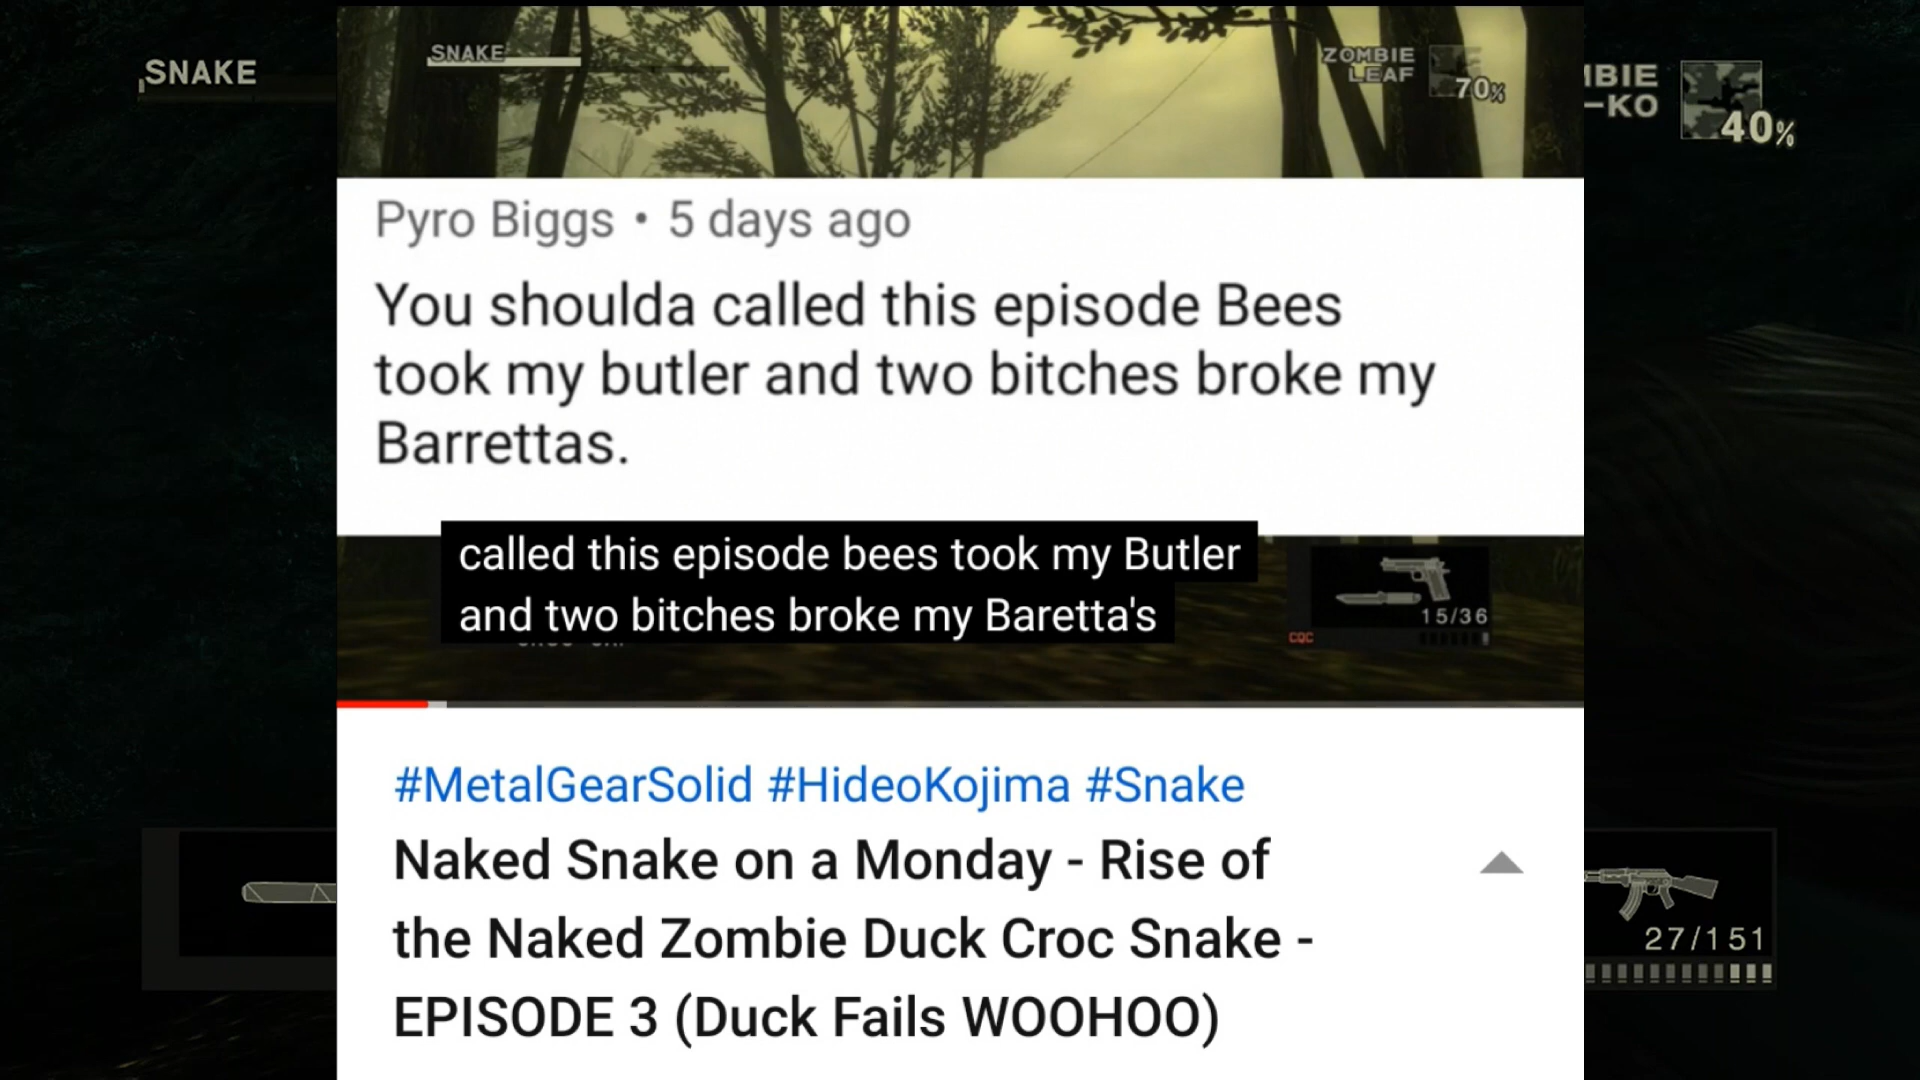 SNAKE
SNAKE
ZOMBIE
LEAF
70%
-KO
40%
Pyro Biggs • 5 days ago
You shoulda called this episode Bees
took my butler and two bitches broke my
Barrettas.
called this episode bees took my Butler
and two bitches broke my Baretta's
15/36
CQC
#MetalGearSolid #HideoKojima #Snake
Naked Snake on a Monday - Rise of
the Naked Zombie Duck Croc Snake -
EPISODE 3 (Duck Fails WOOHOO)
27/151